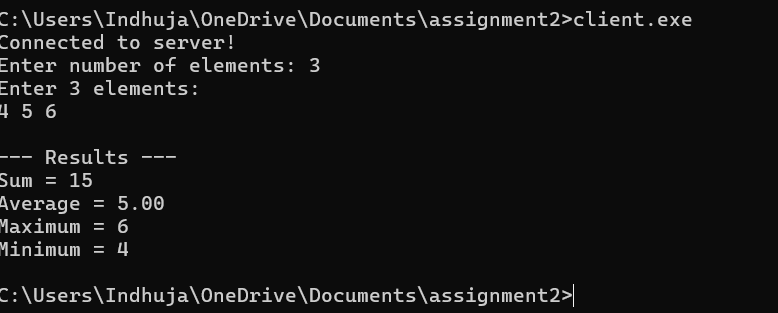 C:\Users\Indhuja\OneDrive\Documents\assignment2>client.exe
Connected to server!
Enter number of elements: 3
Enter 3 elements:
4 5 6
--- Results ---
Sum = 15
Average = 5.00
Maximum = 6
Minimum = 4
C:\Users\Indhuja\OneDrive\Documents\assignment2>